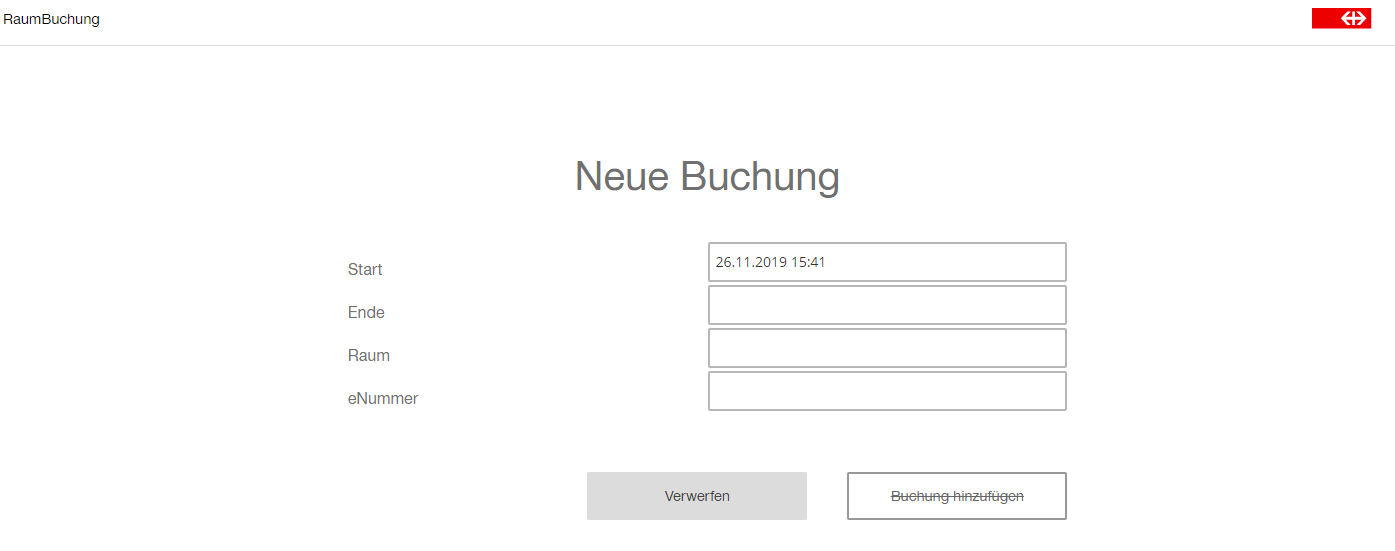 RaumBuchung
Neue Buchung
Start 26.11.2019 15:41
Ende
Raum
eNummer
Verwerfen Buchung hinzufügen